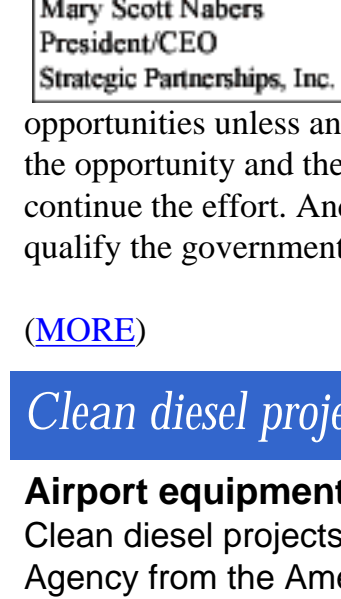 Mary Scott Nabers
President/CEO
Strategic Partnerships, Inc.
opportunities unless an
the opportunity and the
continue the effort. And
qualify the government
(MORE)
Clean diesel proje
Airport equipment
Clean diesel projects
Agency from the Ame